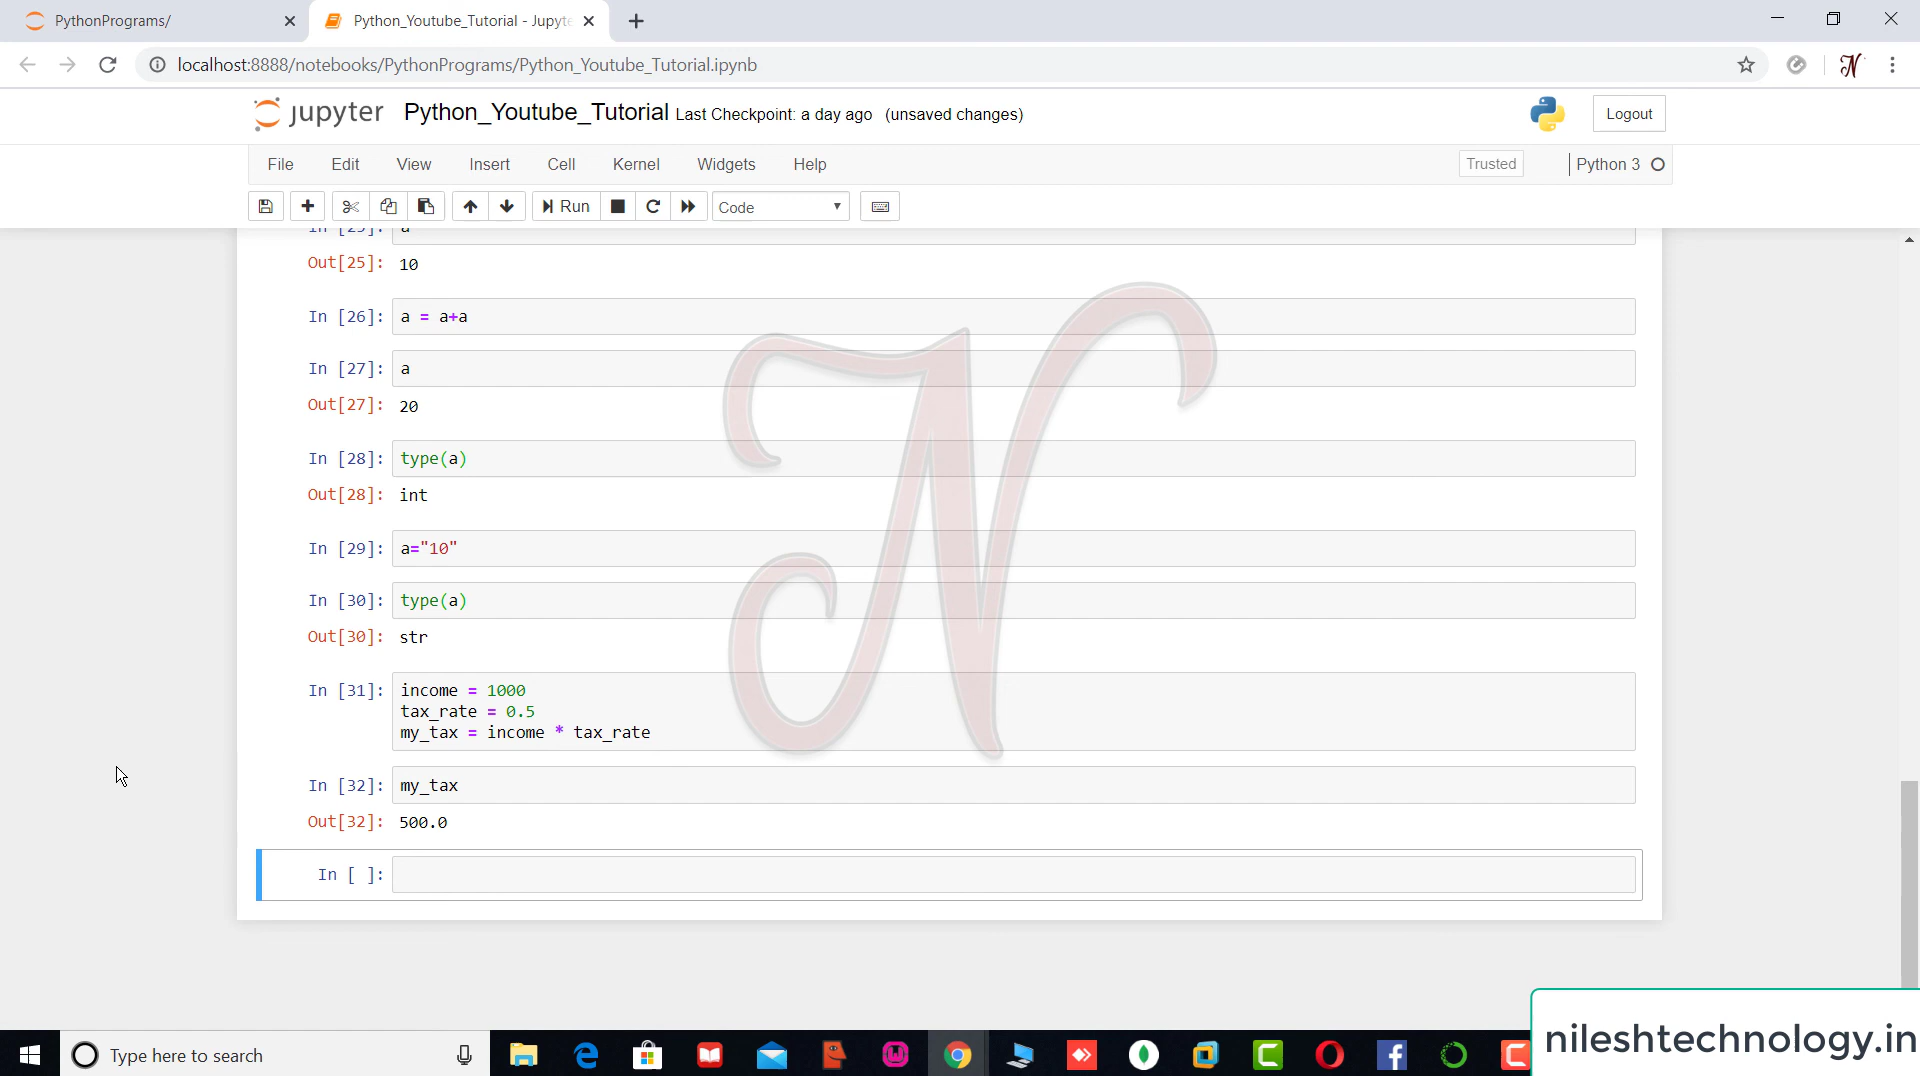 PythonPrograms/
Python_Youtube_Tutorial - Jupyte
localhost:8888/notebooks/PythonPrograms/Python_Youtube_Tutorial.ipynb
N
jupyter Python_Youtube_Tutorial Last Checkpoint: a day ago (unsaved changes)
Logout
File Edit View Insert Cell Kernel Widgets Help
Trusted Python 3
Run Code
a
Out[25]: 10
In [26]: a = a+a
In [27]: a
Out[27]: 20
In [28]: type(a)
Out[28]: int
In [29]: a="10"
In [30]: type(a)
Out[30]: str
In [31]: income = 1000
tax_rate = 0.5
my_tax = income * tax_rate
In [32]: my_tax
Out[32]: 500.0
In [ ]:
N
Type here to search
nileshtechnology.in